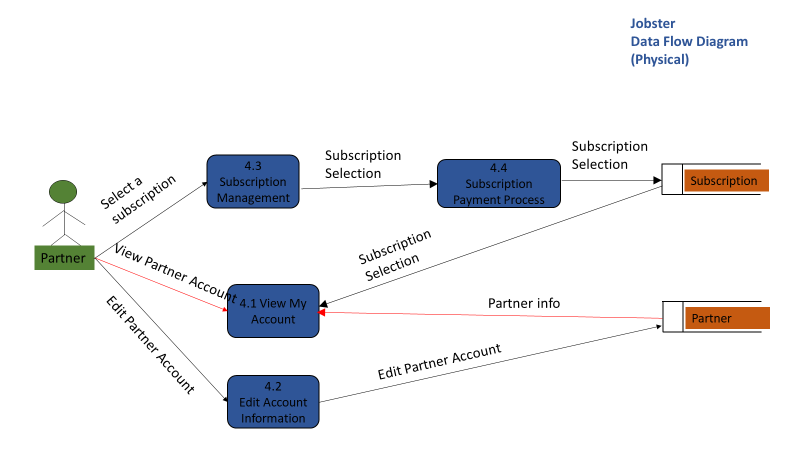 Jobster
Data Flow Diagram
(Physical)
Subscription
Selection
Subscription
Selection
4.3
Subscription
Management
4.4
Subscription
Payment Process
Subscription
Select a
subscription
Partner
View Partner Account
Subscription
Selection
4.1 View My
Account
Partner info
Partner
Edit Partner Account
Edit Partner Account
4.2
Edit Account
Information